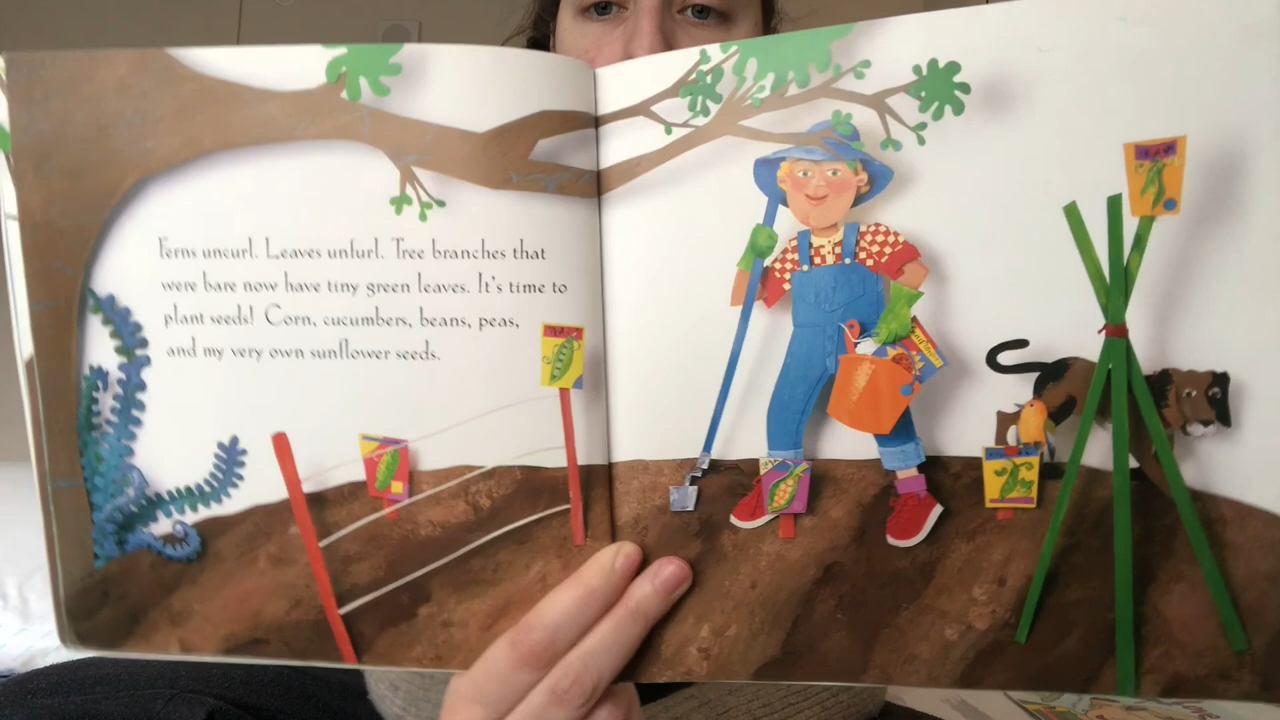 Ferns uncurl. Leaves unfurl. Tree branches that
were bare now have tiny green leaves. It's time to
plant seeds! Corn, cucumbers, beans, peas,
and my very own sunflower seeds.